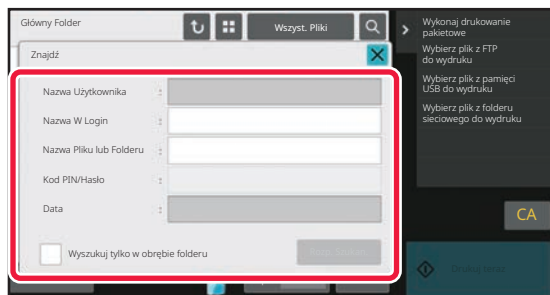 Główny Folder
Wszyst. Pliki
Wykonaj drukowanie
pakietowe
Wybierz plik z FTP
do wydruku
Wybierz plik z pamięci
USB do wydruku
Wybierz plik z folderu
sieciowego do wydruku
Znajdź
Nazwa Użytkownika :
Nazwa W Login :
Nazwa Pliku lub Folderu :
Kod PIN/Hasło :
Data :
Wyszukuj tylko w obrębie folderu
CA
Drukuj teraz